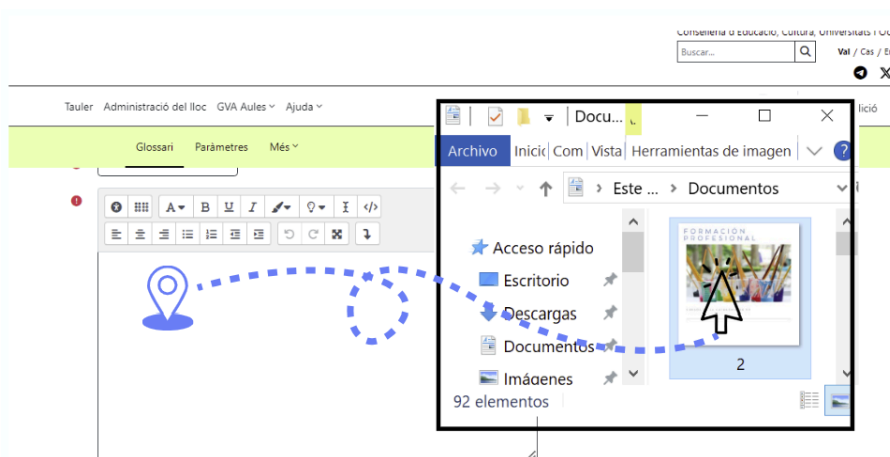 Conselleria d'Educació, Cultura, Universitats i Oc
Buscar...
Val / Cas / En
Tauler Administració del lloc GVA Aules Ajuda
lició
Glossari Paràmetres Més
Docu...
Archivo Inicio Com Vista Herramientas de imagen ?
Este ... > Documentos
Acceso rápido
Escritorio
Descargas
Documentos
Imágenes
FORMACIÓN
PROFESIONAL
2
92 elementos